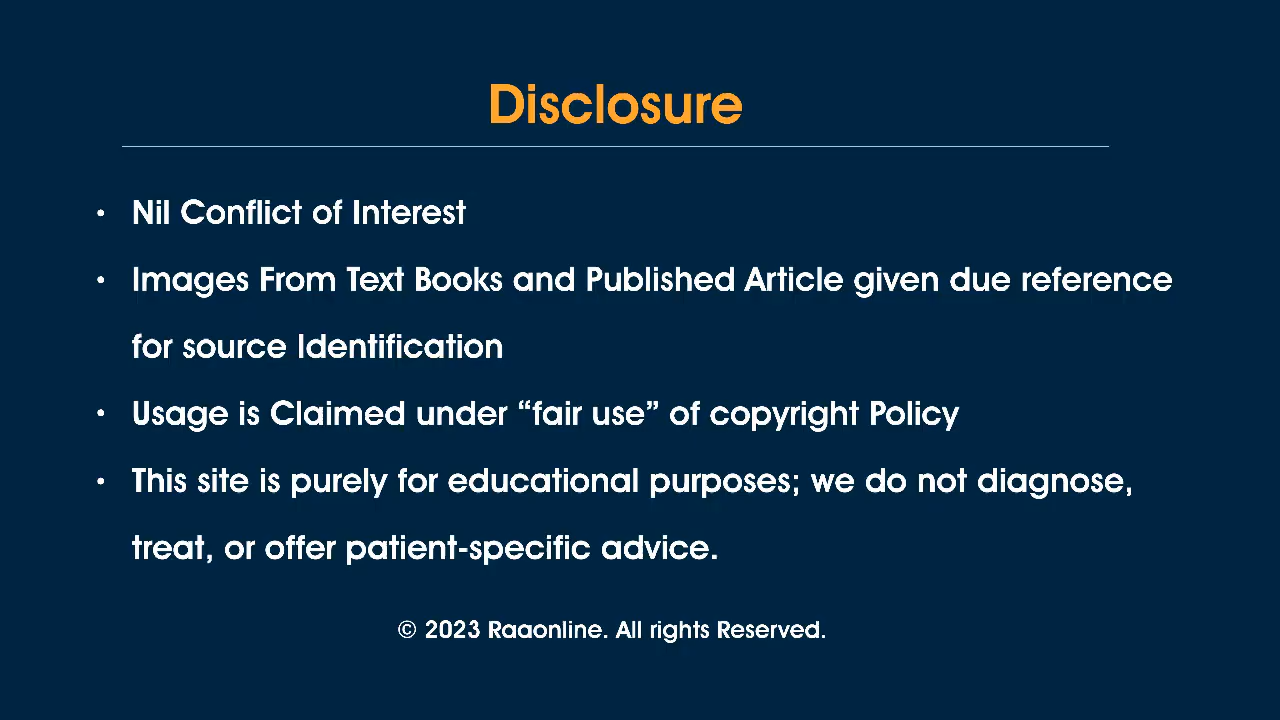 Disclosure
• Nil Conflict of Interest
• Images From Text Books and Published Article given due reference
for source Identification
• Usage is Claimed under “fair use” of copyright Policy
• This site is purely for educational purposes; we do not diagnose,
treat, or offer patient-specific advice.
© 2023 Raaonline. All rights Reserved.